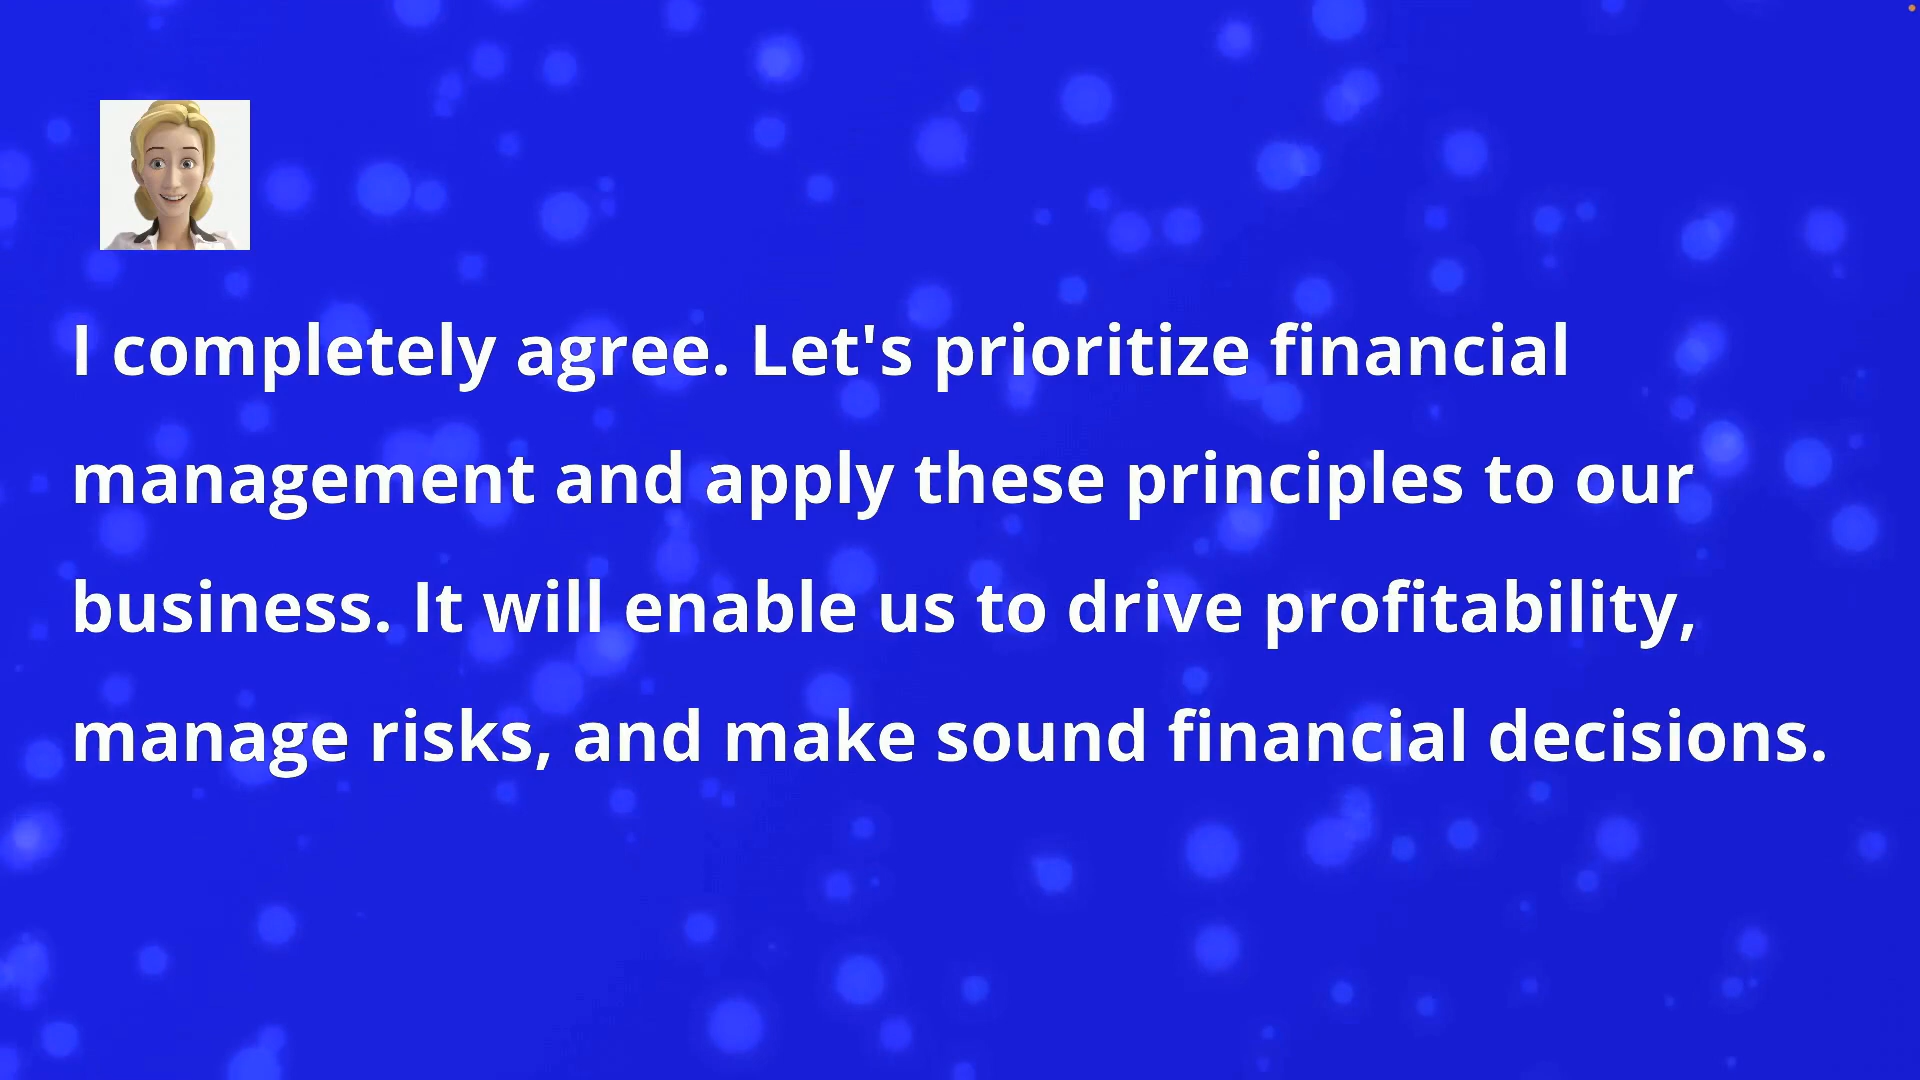 I completely agree. Let's prioritize financial
management and apply these principles to our
business. It will enable us to drive profitability,
manage risks, and make sound financial decisions.